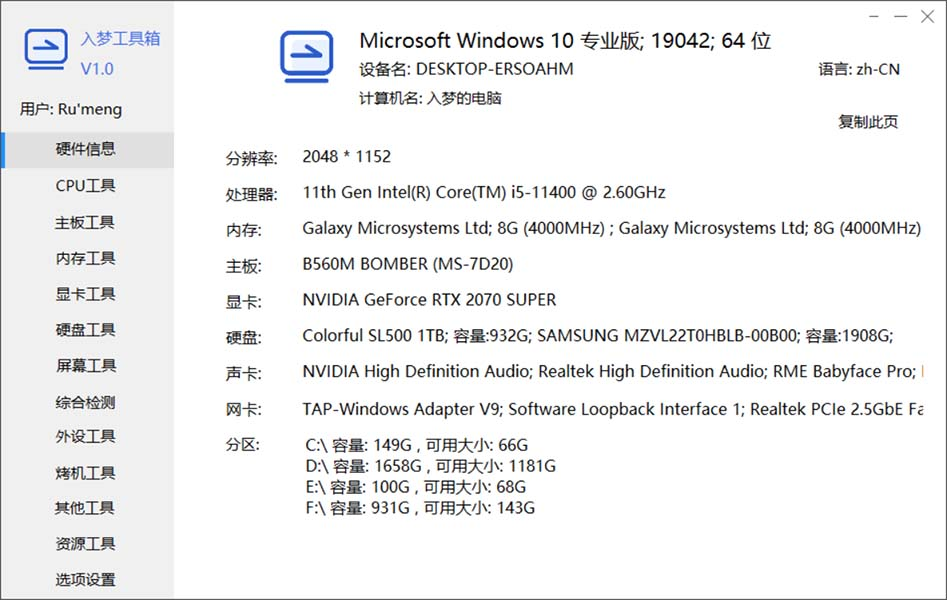 入梦工具箱
V1.0
用户: Ru'meng
硬件信息
CPU工具
主板工具
内存工具
显卡工具
硬盘工具
屏幕工具
综合检测
外设工具
烤机工具
其他工具
资源工具
选项设置
Microsoft Windows 10 专业版; 19042; 64 位
设备名: DESKTOP-ERSOAHM
语言: zh-CN
计算机名: 入梦的电脑
复制此页
分辨率: 2048 * 1152
处理器: 11th Gen Intel(R) Core(TM) i5-11400 @ 2.60GHz
内存: Galaxy Microsystems Ltd; 8G (4000MHz) ; Galaxy Microsystems Ltd; 8G (4000MHz)
主板: B560M BOMBER (MS-7D20)
显卡: NVIDIA GeForce RTX 2070 SUPER
硬盘: Colorful SL500 1TB; 容量:932G; SAMSUNG MZVL22T0HBLB-00B00; 容量:1908G;
声卡: NVIDIA High Definition Audio; Realtek High Definition Audio; RME Babyface Pro;
网卡: TAP-Windows Adapter V9; Software Loopback Interface 1; Realtek PCIe 2.5GbE Fa
分区: C:\ 容量: 149G , 可用大小: 66G
D:\ 容量: 1658G , 可用大小: 1181G
E:\ 容量: 100G , 可用大小: 68G
F:\ 容量: 931G , 可用大小: 143G